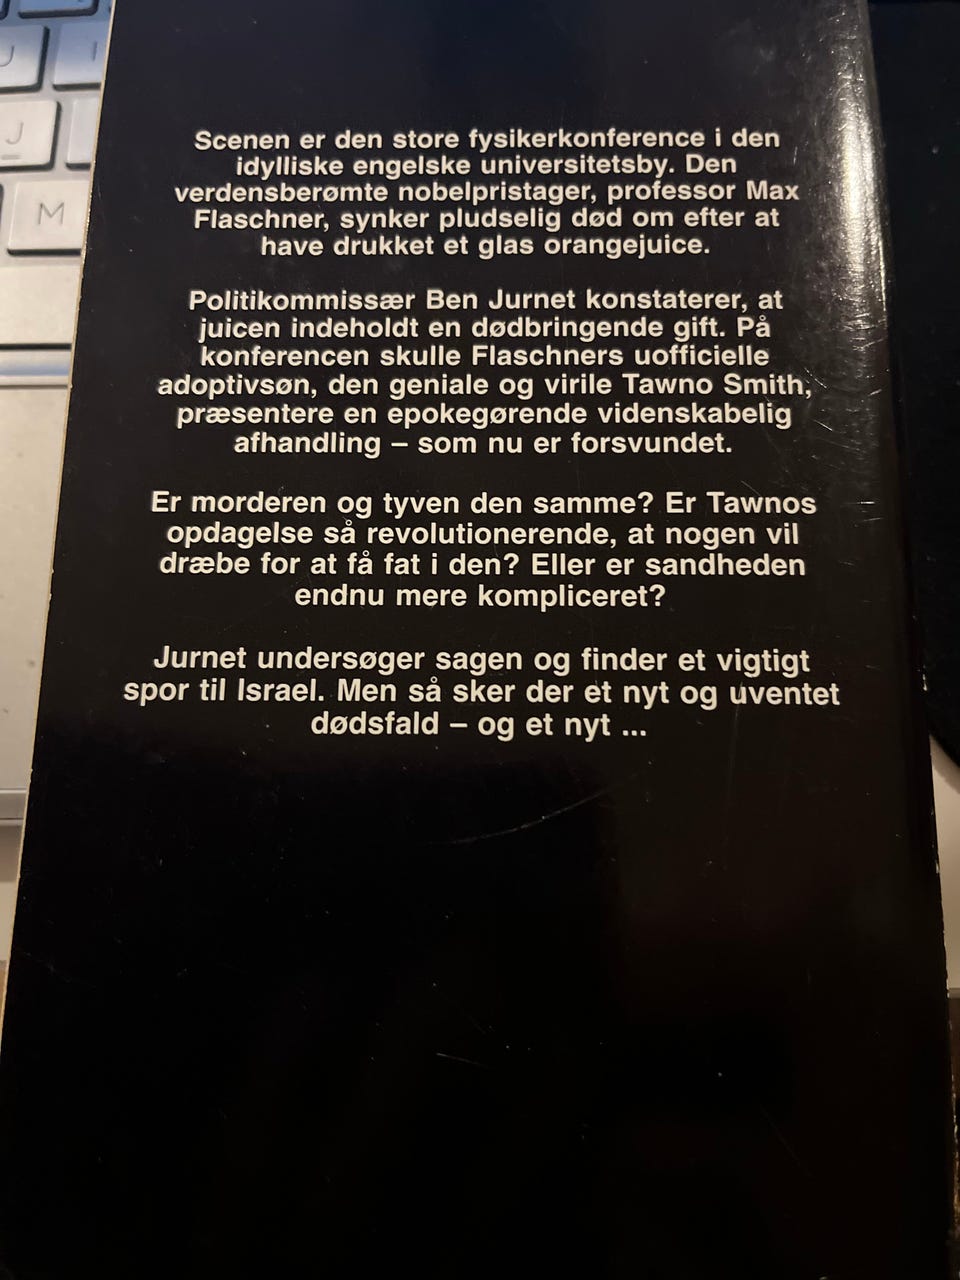 J
M
Scenen er den store fysikerkonference i den
idylliske engelske universitetsby. Den
verdensberømte nobelpristager, professor Max
Flaschner, synker pludselig død om efter at
have drukket et glas orangejuice.
Politikommissær Ben Jurnet konstaterer, at
juicen indeholdt en dødbringende gift. På
konferencen skulle Flaschners uofficielle
adoptivsøn, den geniale og virile Tawno Smith,
præsentere en epokegørende videnskabelig
afhandling – som nu er forsvundet.
Er morderen og tyven den samme? Er Tawnos
opdagelse så revolutionerende, at nogen vil
dræbe for at få fat i den? Eller er sandheden
endnu mere kompliceret?
Jurnet undersøger sagen og finder et vigtigt
spor til Israel. Men så sker der et nyt og uventet
dødsfald – og et nyt ...